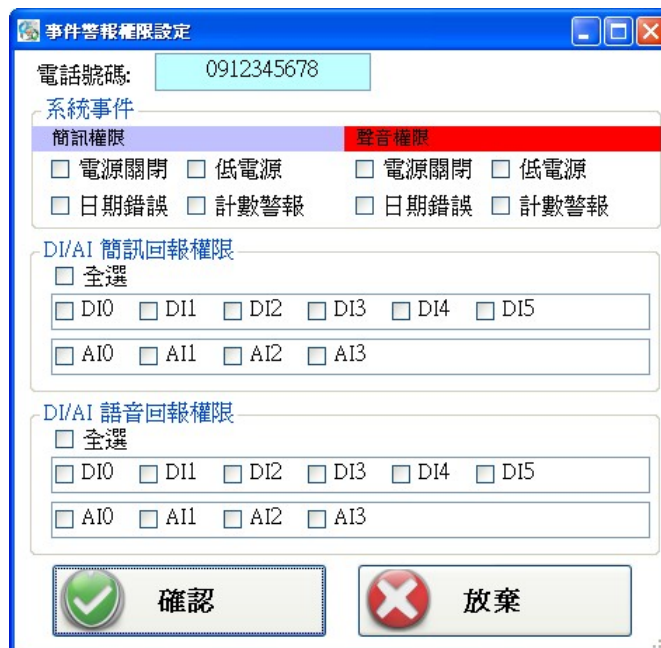 事件警報權限設定
電話號碼: 0912345678
系統事件
簡訊權限 聲音權限
電源關閉 低電源 電源關閉 低電源
日期錯誤 計數警報 日期錯誤 計數警報
DI/AI 簡訊回報權限
全選
DI0 DI1 DI2 DI3 DI4 DI5
AI0 AI1 AI2 AI3
DI/AI 語音回報權限
全選
DI0 DI1 DI2 DI3 DI4 DI5
AI0 AI1 AI2 AI3
確認 放棄